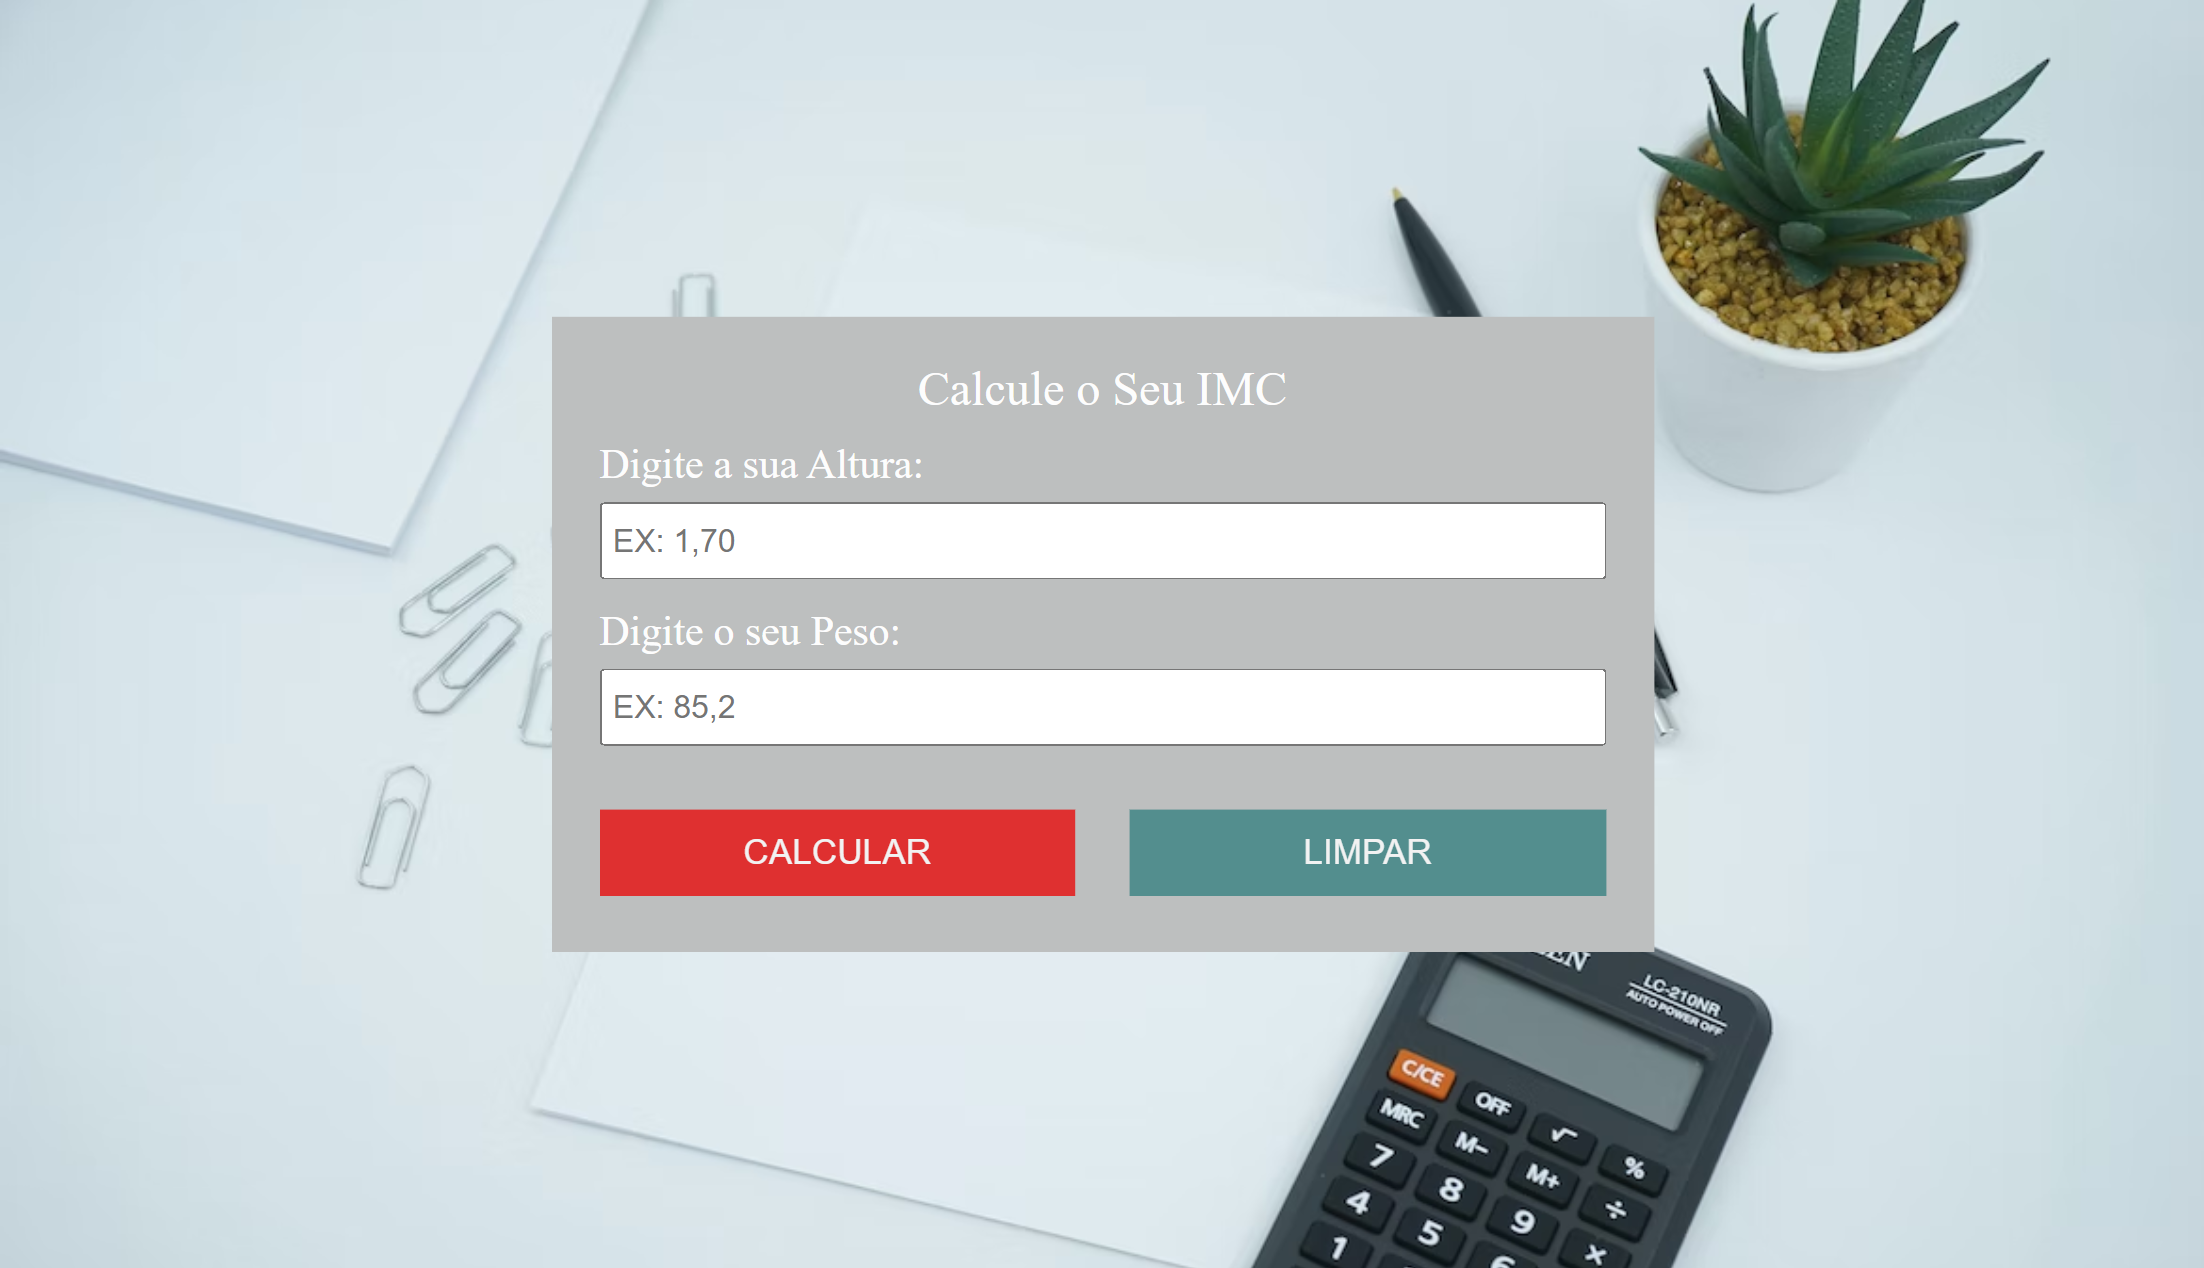 Calcule o Seu IMC
Digite a sua Altura:
EX: 1,70
Digite o seu Peso:
EX: 85,2
CALCULAR
LIMPAR
LC-210NR
AUTO POWER OFF
C/CE
OFF
√
%
MRC
M−
M+
÷
7
8
9
×
4
5
1